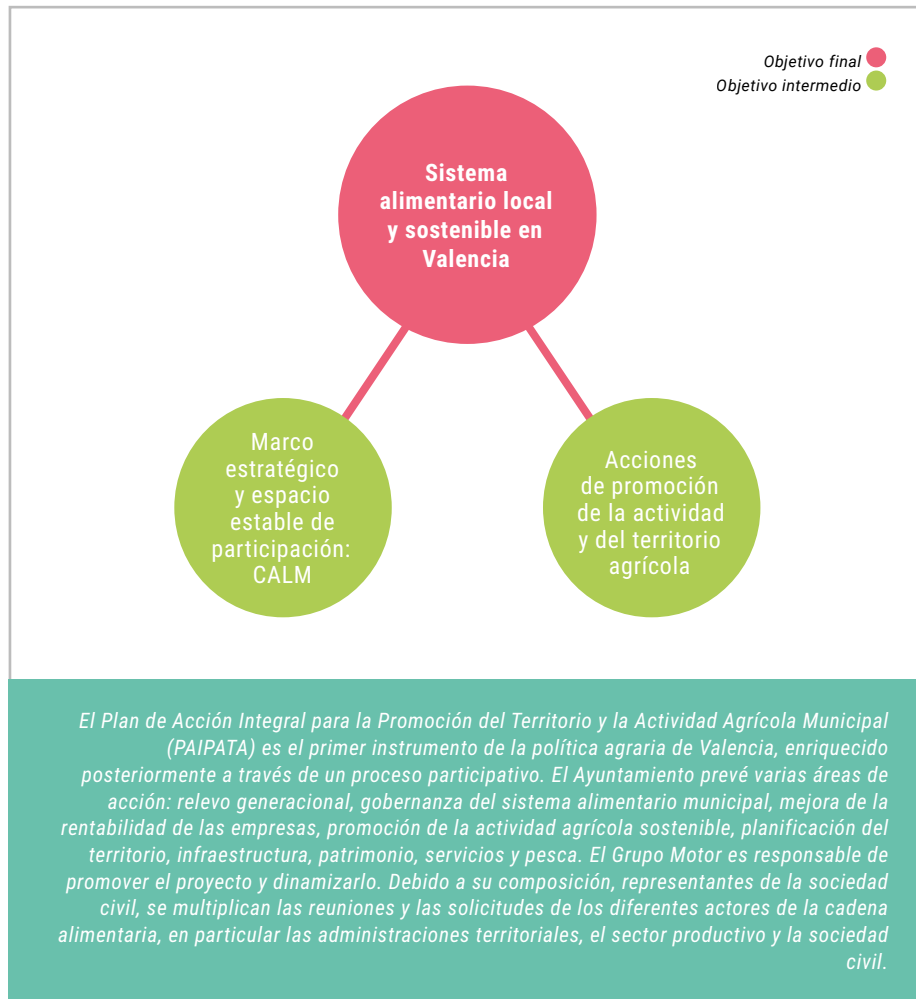 Objetivo final
Objetivo intermedio
Sistema
alimentario local
y sostenible en
Valencia
Marco
estratégico
y espacio
estable de
participación:
CALM
Acciones
de promoción
de la actividad
y del territorio
agrícola
El Plan de Acción Integral para la Promoción del Territorio y la Actividad Agrícola Municipal
(PAIPATA) es el primer instrumento de la política agraria de Valencia, enriquecido
posteriormente a través de un proceso participativo. El Ayuntamiento prevé varias áreas de
acción: relevo generacional, gobernanza del sistema alimentario municipal, mejora de la
rentabilidad de las empresas, promoción de la actividad agrícola sostenible, planificación del
territorio, infraestructura, patrimonio, servicios y pesca. El Grupo Motor es responsable de
promover el proyecto y dinamizarlo. Debido a su composición, representantes de la sociedad
civil, se multiplican las reuniones y las solicitudes de los diferentes actores de la cadena
alimentaria, en particular las administraciones territoriales, el sector productivo y la sociedad
civil.